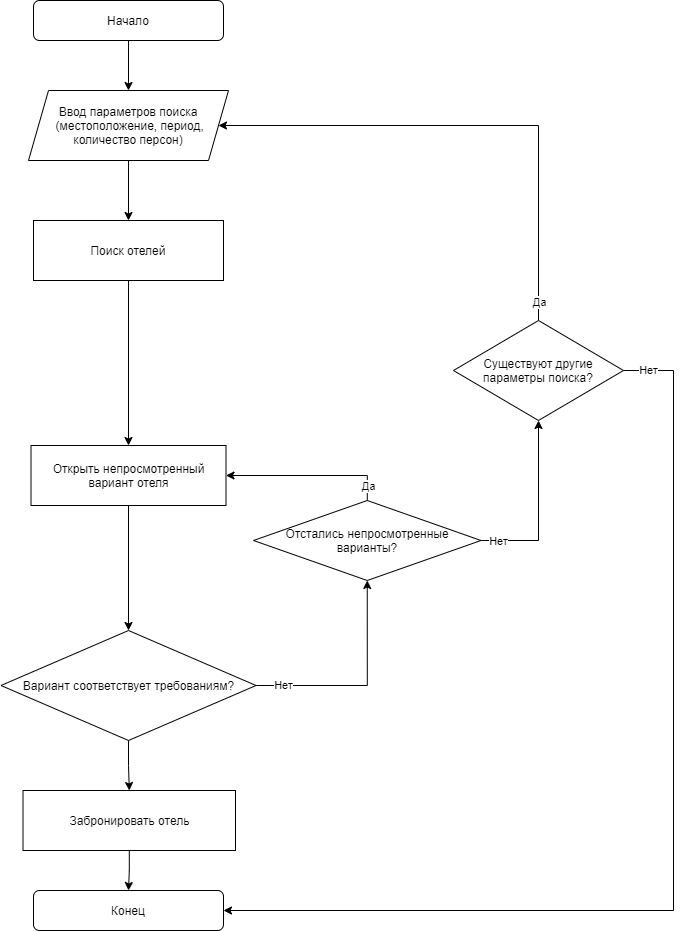 Начало
Ввод параметров поиска
(местоположение, период,
количество персон)
Поиск отелей
Да
Существуют другие
параметры поиска?
Нет
Открыть непросмотренный
вариант отеля
Да
Отстались непросмотренные
варианты?
Нет
Вариант соответствует требованиям?
Нет
Забронировать отель
Конец